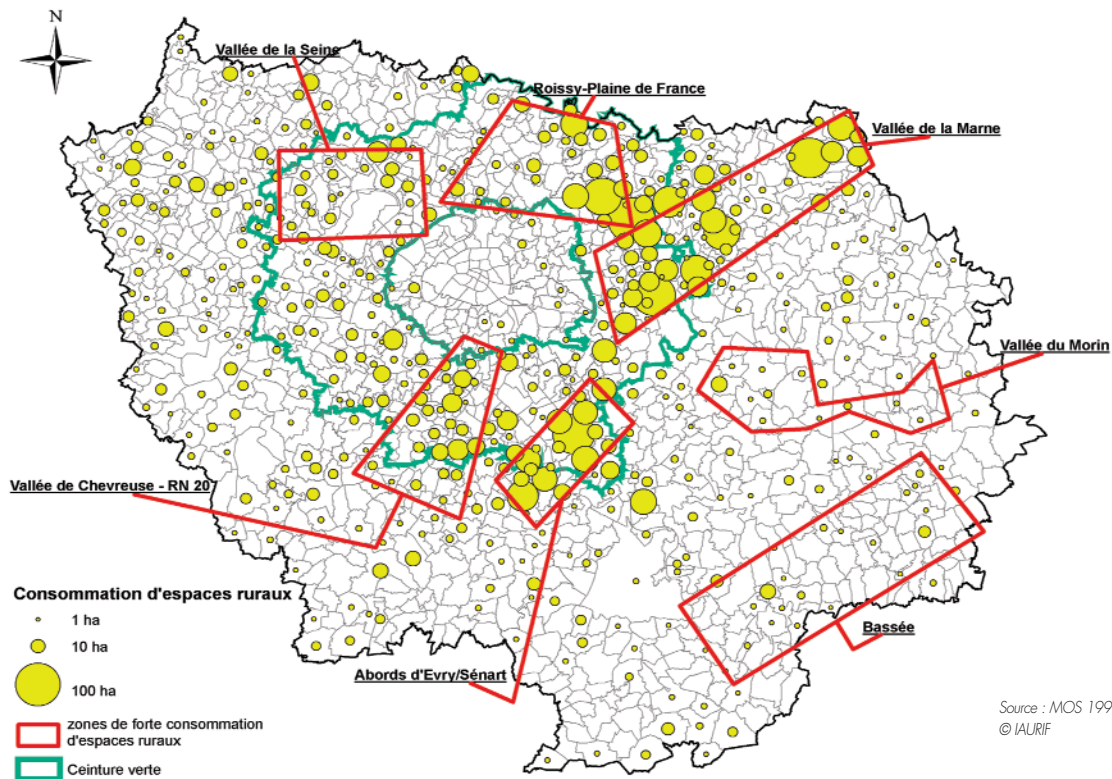 N
Vallée de la Seine
Roissy-Plaine de France
Vallée de la Marne
Vallée du Morin
Vallée de Chevreuse - RN 20
Bassée
Abords d'Evry/Sénart
Consommation d'espaces ruraux
1 ha
10 ha
100 ha
zones de forte consommation
d'espaces ruraux
Ceinture verte
Source : MOS 199
© IAURIF